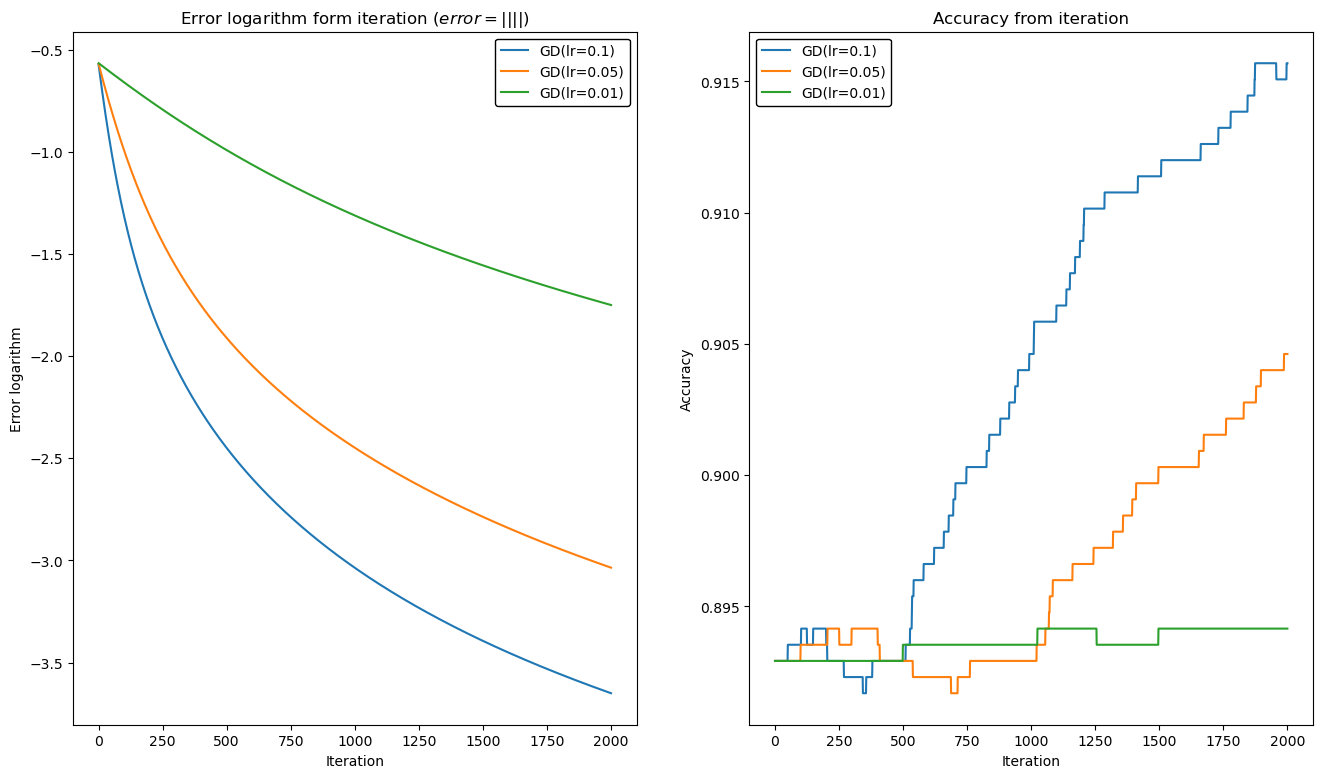 Error logarithm form iteration (error = ||||)
Error logarithm
−0.5
−1.0
−1.5
−2.0
−2.5
−3.0
−3.5
GD(lr=0.1)
GD(lr=0.05)
GD(lr=0.01)
0 250 500 750 1000 1250 1500 1750 2000
Iteration
Accuracy from iteration
Accuracy
0.915
0.910
0.905
0.900
0.895
GD(lr=0.1)
GD(lr=0.05)
GD(lr=0.01)
0 250 500 750 1000 1250 1500 1750 2000
Iteration